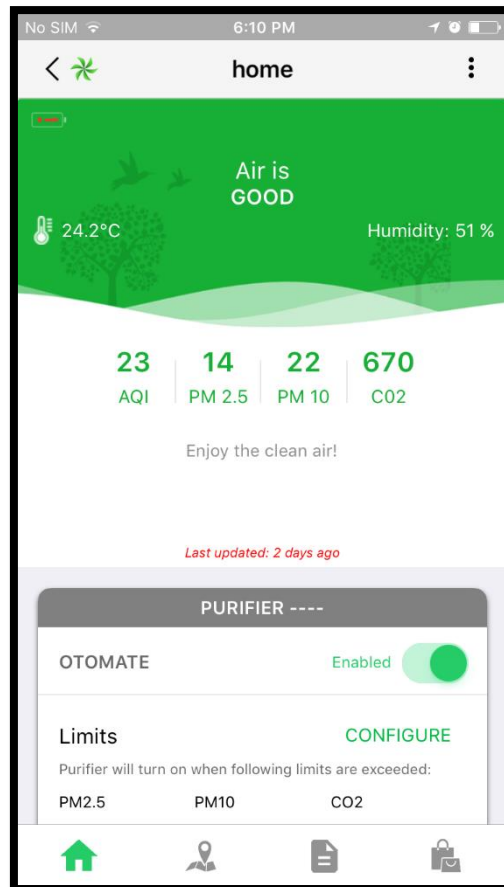 No SIM 6:10 PM
home
Air is
GOOD
24.2°C Humidity: 51 %
23 14 22 670
AQI PM 2.5 PM 10 C02
Enjoy the clean air!
Last updated: 2 days ago
PURIFIER ----
OTOMATE Enabled
Limits CONFIGURE
Purifier will turn on when following limits are exceeded:
PM2.5 PM10 CO2